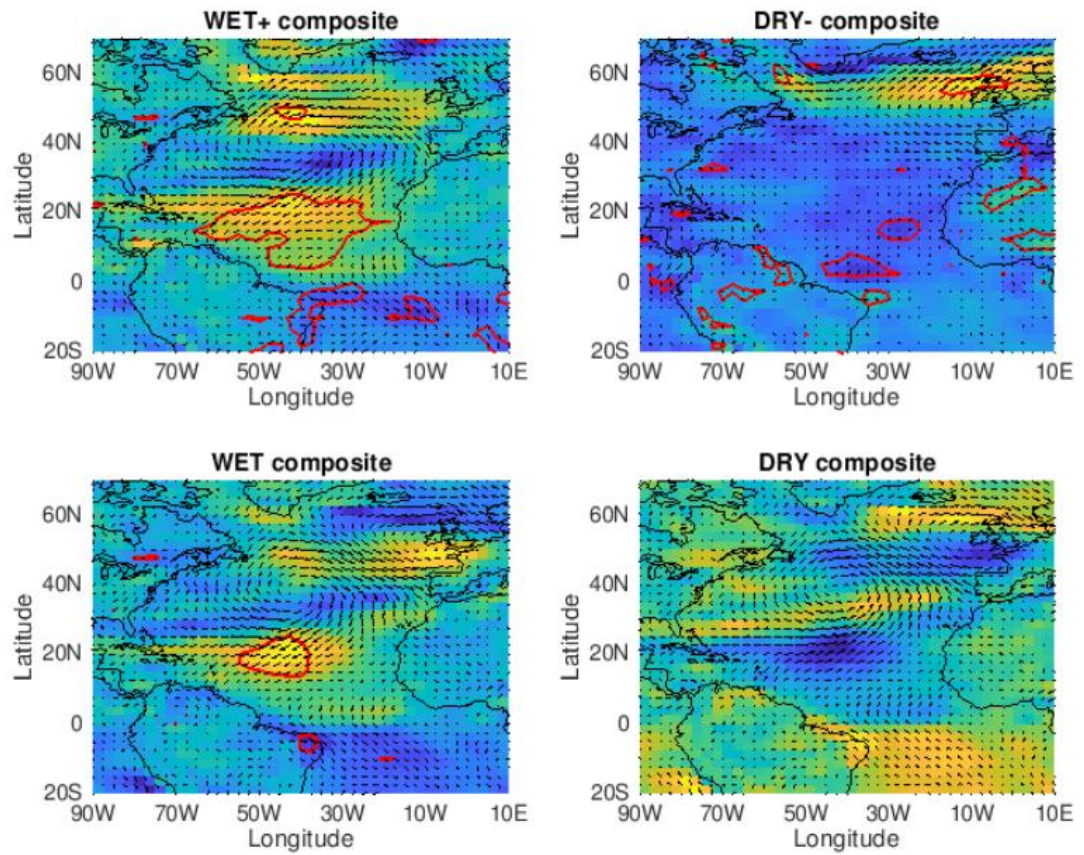 WET+ composite
60N
40N
20N
0
20S
Latitude
90W 70W 50W 30W 10W 10E
Longitude
DRY- composite
60N
40N
20N
0
20S
Latitude
90W 70W 50W 30W 10W 10E
Longitude
WET composite
60N
40N
20N
0
20S
Latitude
90W 70W 50W 30W 10W 10E
Longitude
DRY composite
60N
40N
20N
0
20S
Latitude
90W 70W 50W 30W 10W 10E
Longitude